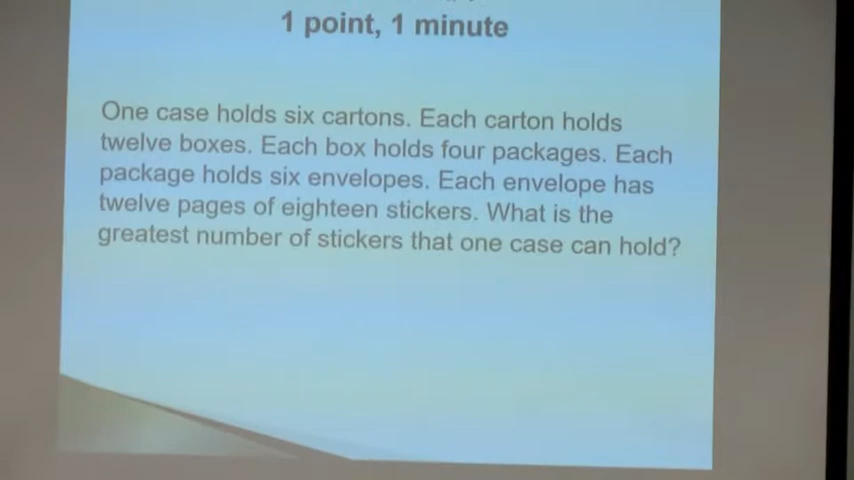 1 point, 1 minute
One case holds six cartons. Each carton holds
twelve boxes. Each box holds four packages. Each
package holds six envelopes. Each envelope has
twelve pages of eighteen stickers. What is the
greatest number of stickers that one case can hold?